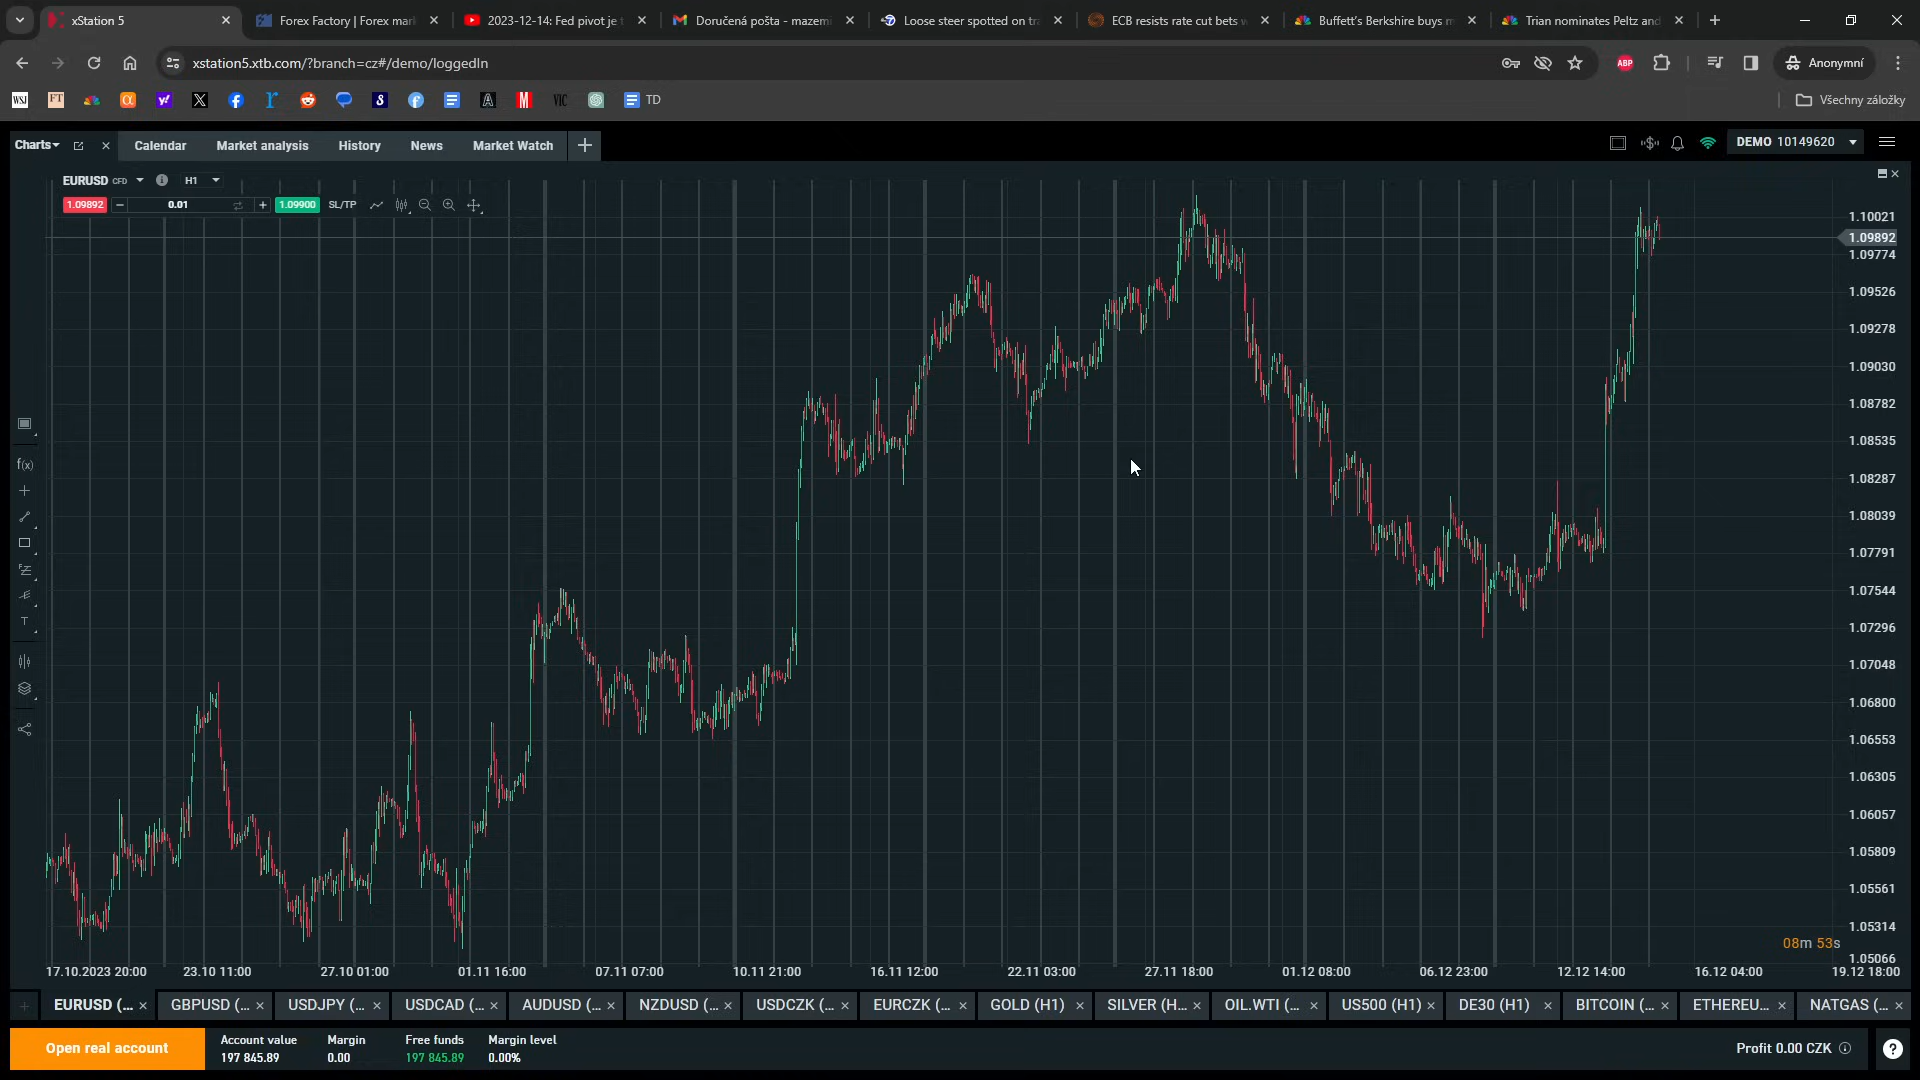 xStation 5
Forex Factory | Forex mar
2023-12-14: Fed pivot je t
Doručená pošta - mazemi
Loose steer spotted on tra
ECB resists rate cut bets w
Buffett's Berkshire buys m
Trian nominates Peltz and
xstation5.xtb.com/?branch=cz#/demo/loggedIn
ABP
Anonymní
WSJ
FT
VIC
TD
Všechny záložky
Charts
Calendar
Market analysis
History
News
Market Watch
DEMO 10149620
EURUSD CFD
H1
1.09892
0.01
1.09900
SL/TP
1.10021
1.09892
1.09774
1.09526
1.09278
1.09030
1.08782
1.08535
1.08287
1.08039
1.07791
1.07544
1.07296
1.07048
1.06800
1.06553
1.06305
1.06057
1.05809
1.05561
1.05314
1.05066
f(x)
T
08m 53s
17.10.2023 20:00
23.10 11:00
27.10 01:00
01.11 16:00
07.11 07:00
10.11 21:00
16.11 12:00
22.11 03:00
27.11 18:00
01.12 08:00
06.12 23:00
12.12 14:00
16.12 04:00
19.12 18:00
EURUSD (...
GBPUSD (...
USDJPY (...
USDCAD (...
AUDUSD (...
NZDUSD (...
USDCZK (...
EURCZK (...
GOLD (H1)
SILVER (H...
OIL.WTI (...
US500 (H1)
DE30 (H1)
BITCOIN (...
ETHEREU...
NATGAS (...
Open real account
Account value
197 845.89
Margin
0.00
Free funds
197 845.89
Margin level
0.00%
Profit 0.00 CZK